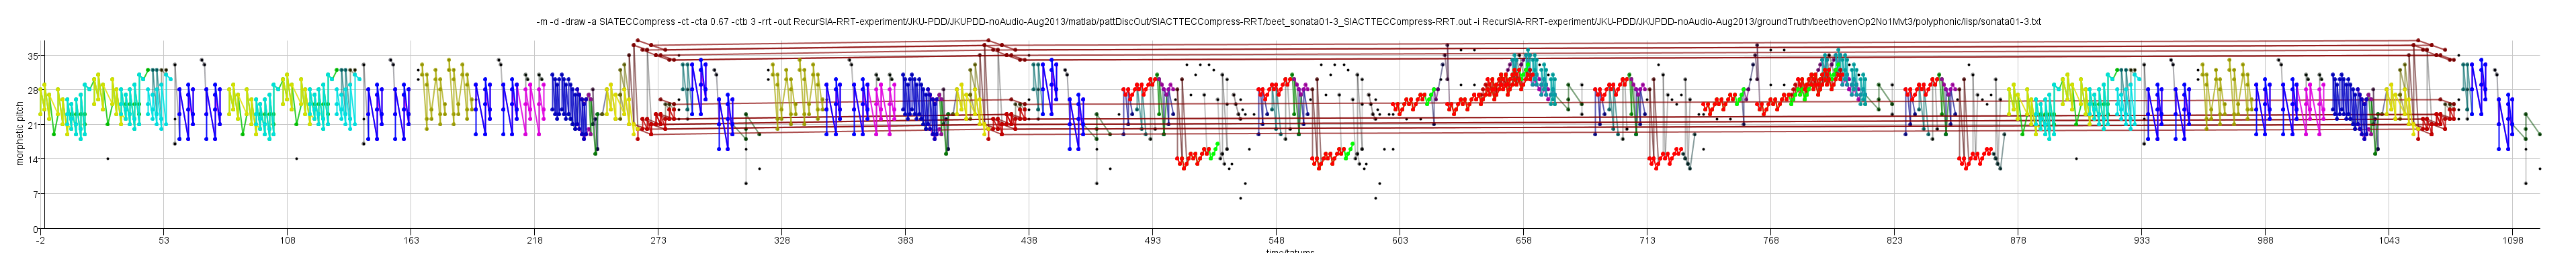 -m -d -draw -a SIATECCompress -ct -cta 0.67 -ctb 3 -rrt -out RecurSIA-RRT-experiment/JKU-PDD/JKUPDD-noAudio-Aug2013/matlab/pattDiscOut/SIACTTECCompress-RRT/beet_sonata01-3_SIACTTECCompress-RRT.out -i RecurSIA-RRT-experiment/JKU-PDD/JKUPDD-noAudio-Aug2013/groundTruth/beethovenOp2No1Mvt3/polyphonic/lisp/sonata01-3.txt
35
28
21
14
7
0
morphetic pitch
-2 53 108 163 218 273 328 383 438 493 548 603 658 713 768 823 878 933 988 1043 1098
time/tatums